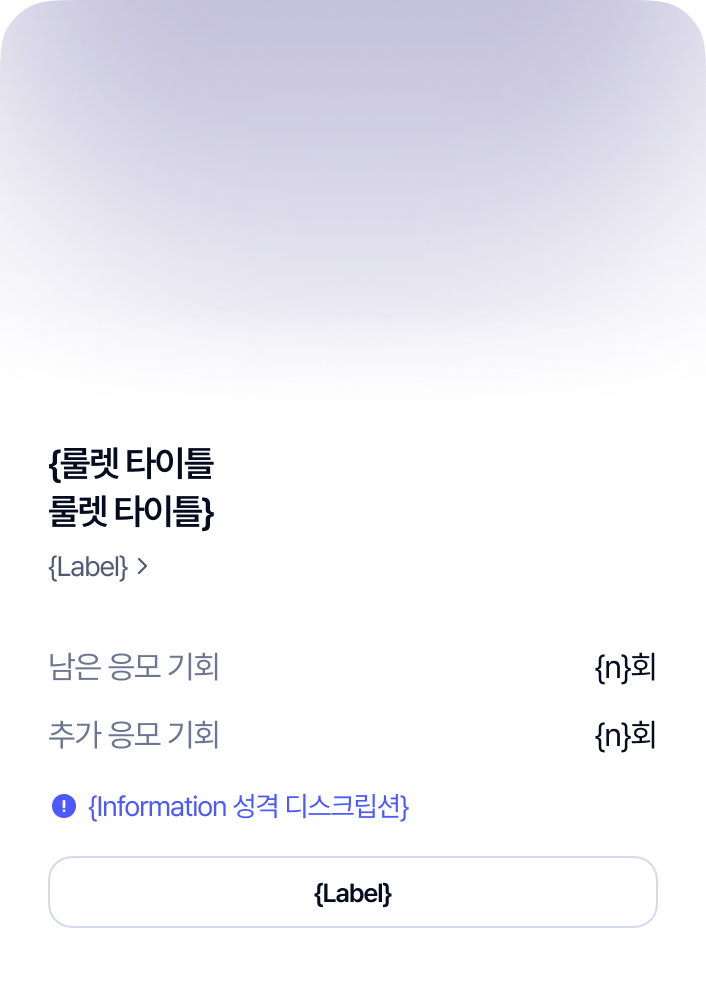 {룰렛 타이틀
룰렛 타이틀}
{Label}
남은 응모 기회 {n}회
추가 응모 기회 {n}회
{Information 성격 디스크립션}
{Label}